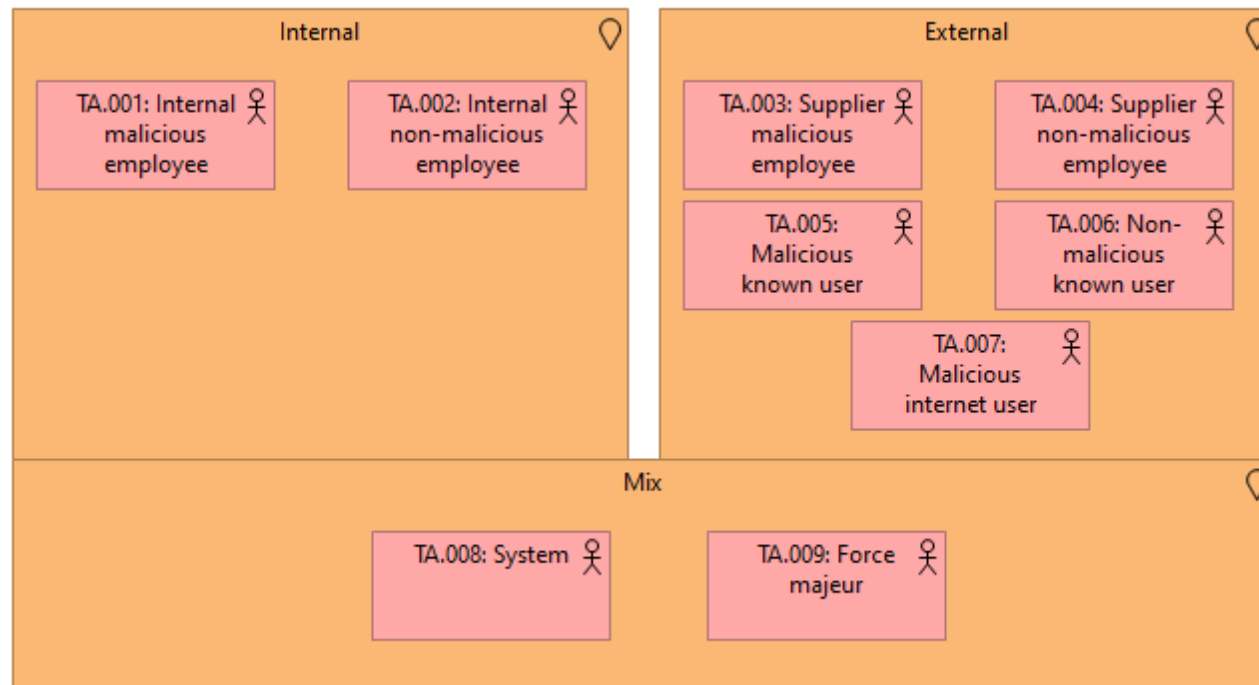 Internal
TA.001: Internal
malicious
employee
TA.002: Internal
non-malicious
employee
External
TA.003: Supplier
malicious
employee
TA.004: Supplier
non-malicious
employee
TA.005:
Malicious
known user
TA.006: Non-
malicious
known user
TA.007:
Malicious
internet user
Mix
TA.008: System
TA.009: Force
majeur